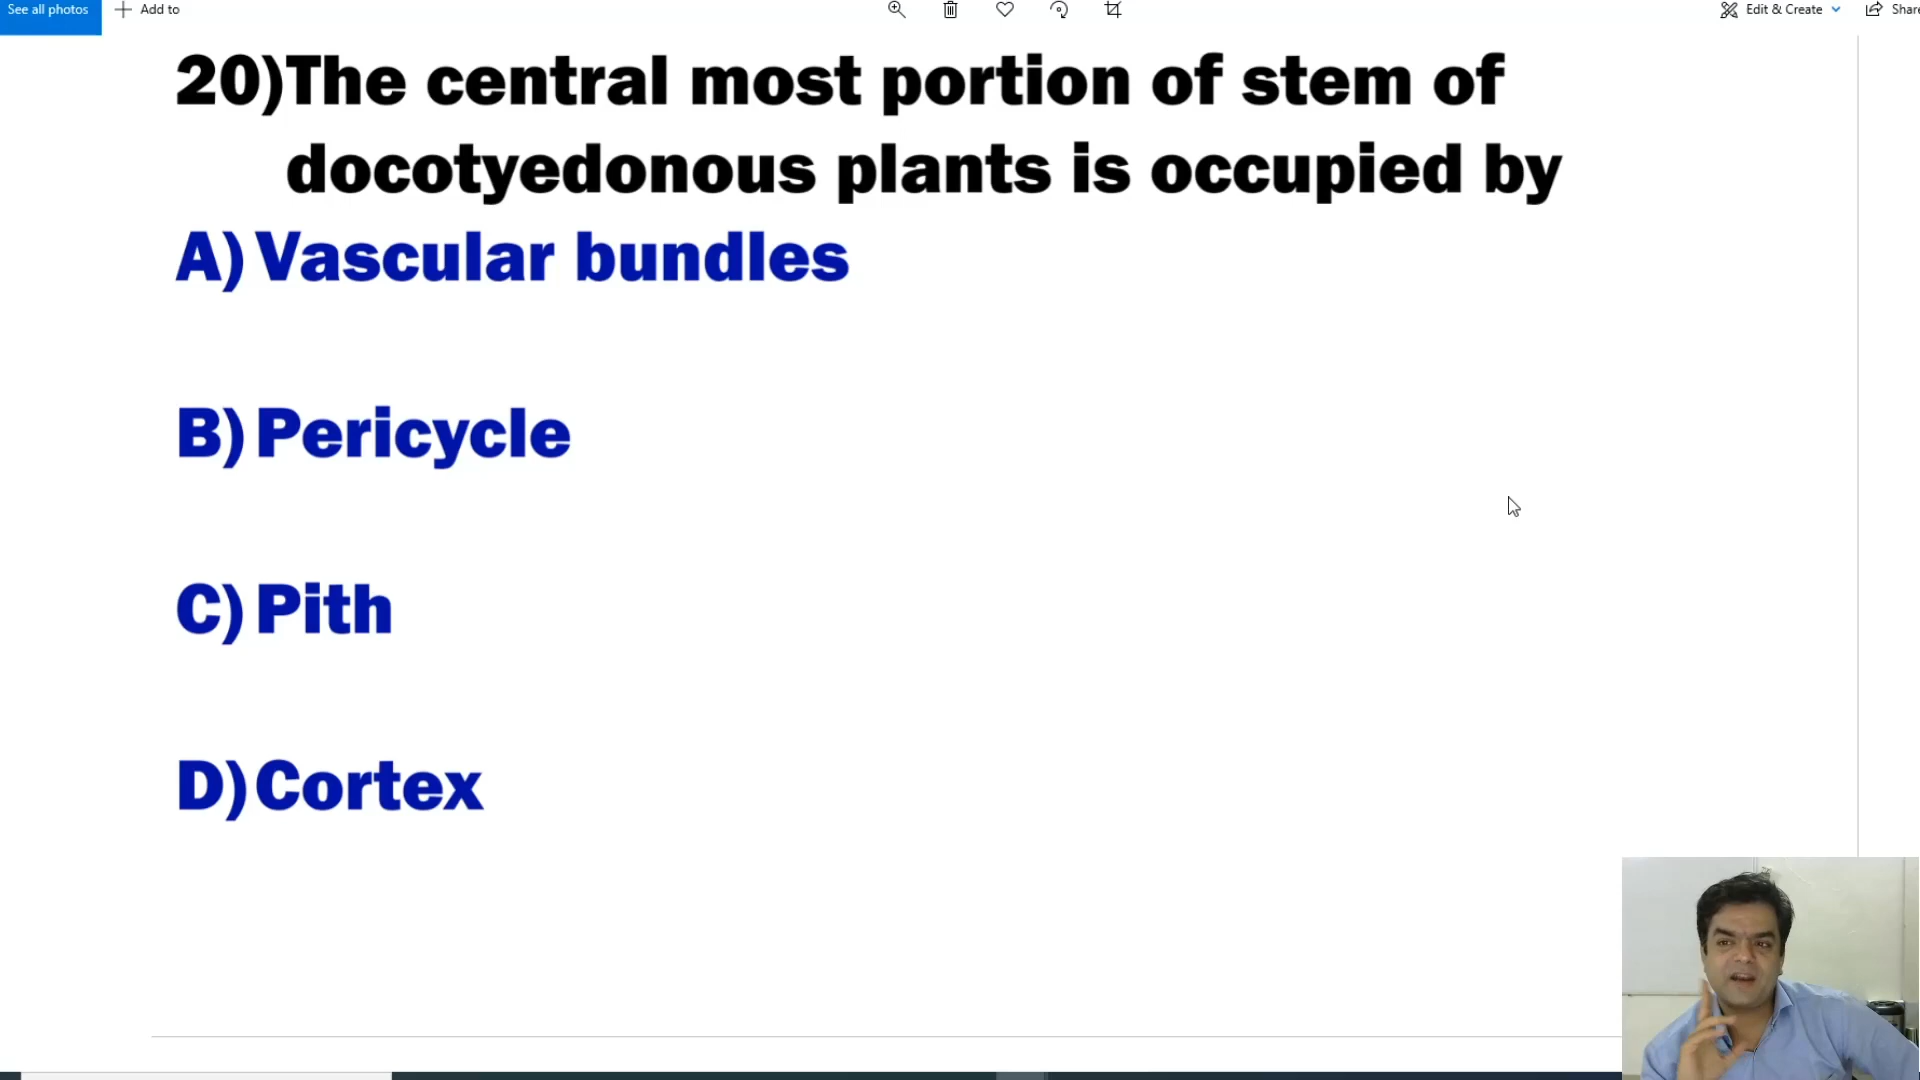 See all photos
Add to
Edit & Create
Share
20)The central most portion of stem of
docotyedonous plants is occupied by
A) Vascular bundles
B) Pericycle
C) Pith
D) Cortex